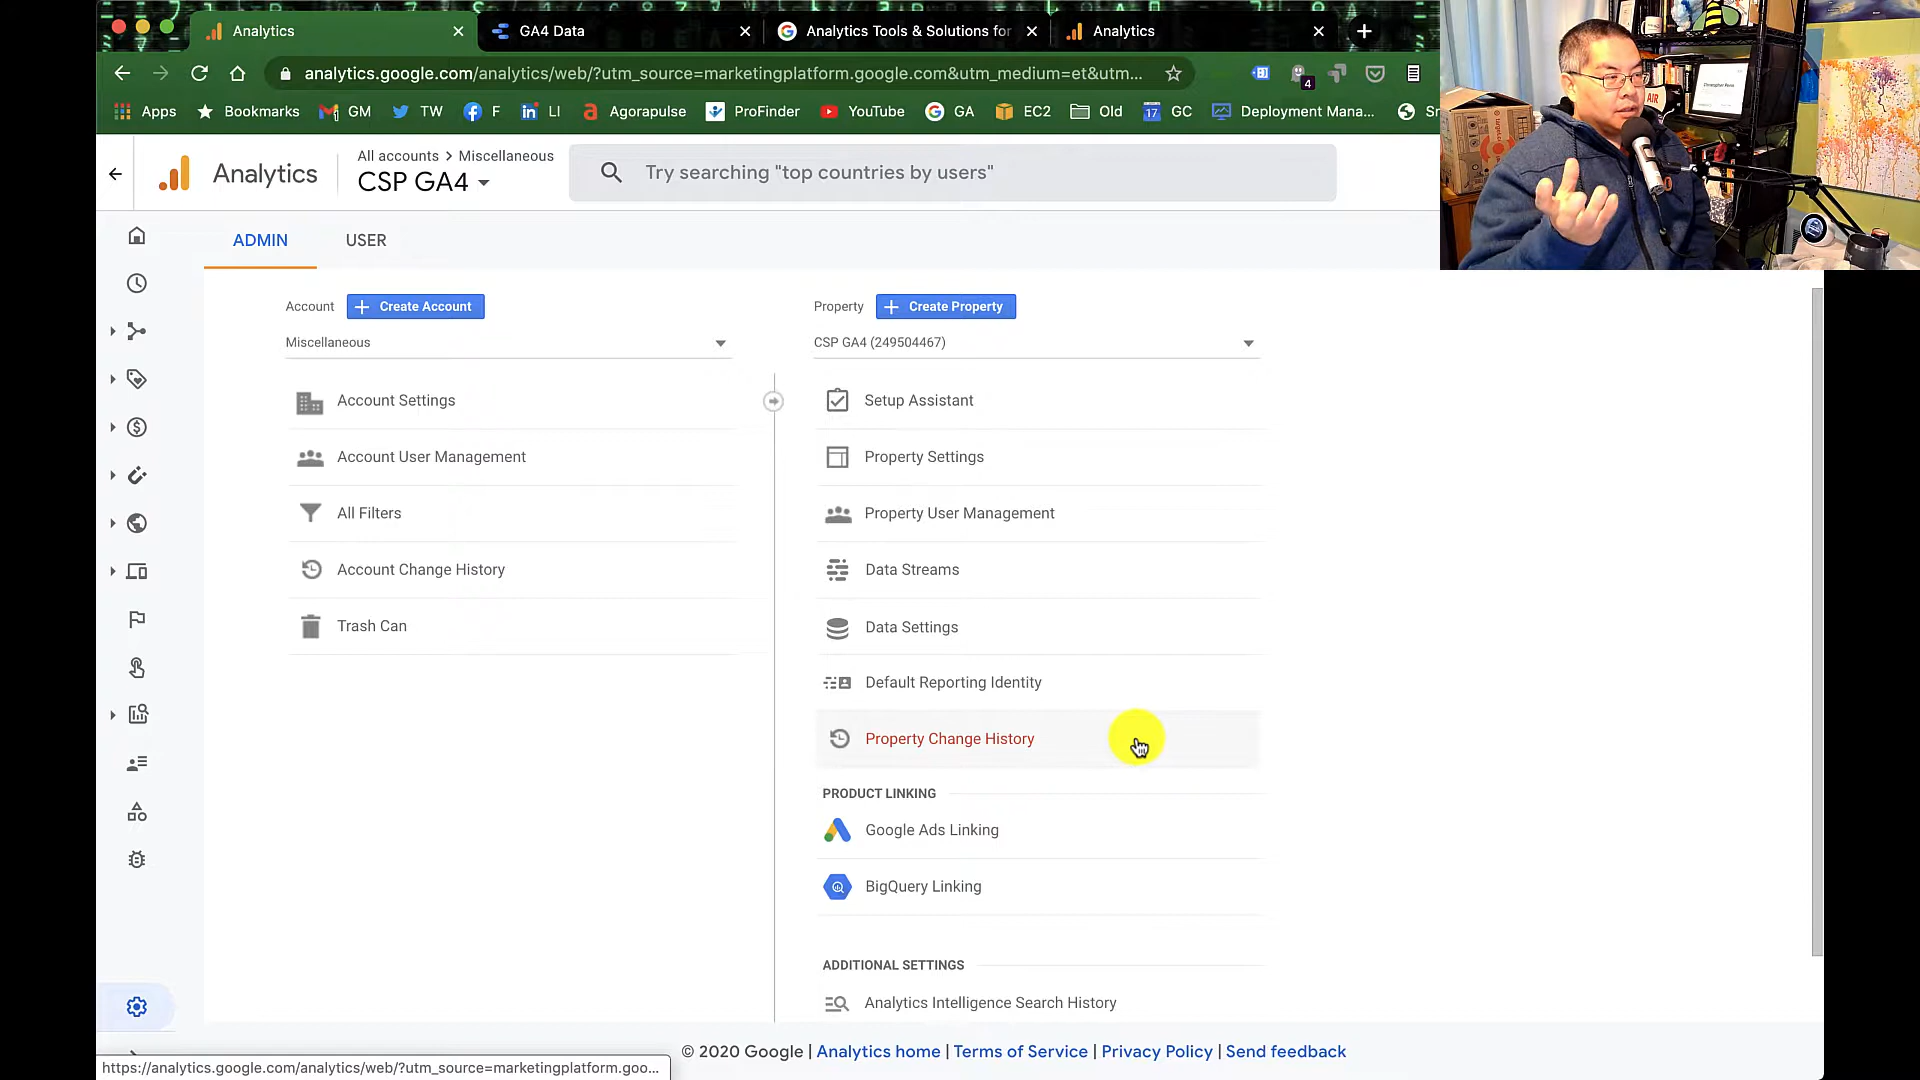 Analytics
GA4 Data
Analytics Tools & Solutions for
Analytics
analytics.google.com/analytics/web/?utm_source=marketingplatform.google.com&utm_medium=et&utm...
4
Apps
Bookmarks
GM
TW
F
LI
Agorapulse
ProFinder
YouTube
GA
EC2
Old
17
GC
Deployment Mana...
Sr
AIR
Analytics
All accounts > Miscellaneous
CSP GA4
Try searching "top countries by users"
ADMIN
USER
Account
Create Account
Miscellaneous
Account Settings
Account User Management
All Filters
Account Change History
Trash Can
Property
Create Property
CSP GA4 (249504467)
Setup Assistant
Property Settings
Property User Management
Data Streams
Data Settings
Default Reporting Identity
Property Change History
PRODUCT LINKING
Google Ads Linking
BigQuery Linking
ADDITIONAL SETTINGS
Analytics Intelligence Search History
© 2020 Google | Analytics home | Terms of Service | Privacy Policy | Send feedback
https://analytics.google.com/analytics/web/?utm_source=marketingplatform.goo...